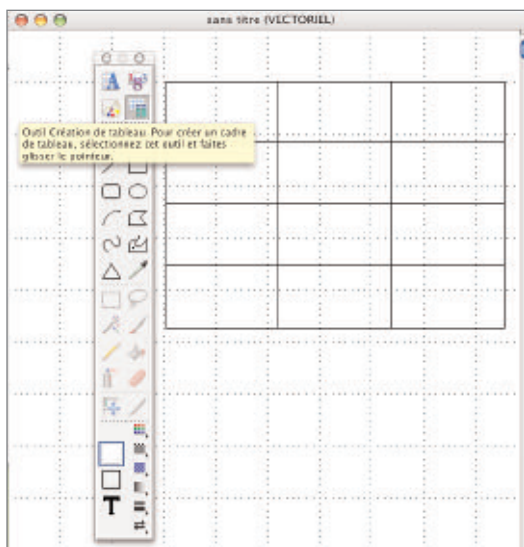 sans titre (VECTORIEL)
A
Outil Création de tableau. Pour créer un cadre
de tableau, sélectionnez cet outil et faites
glisser le pointeur.
T